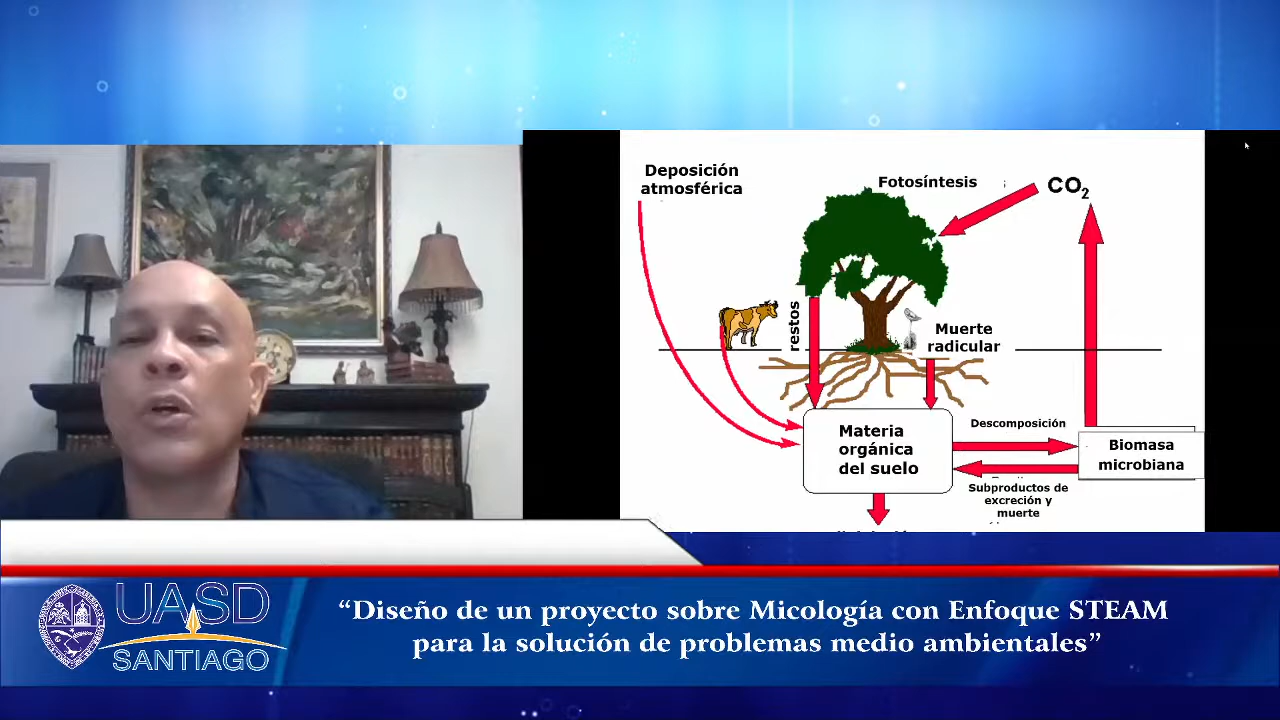 Deposición
atmosférica
Fotosíntesis
CO₂
restos
Muerte
radicular
Materia
orgánica
del suelo
Descomposición
Biomasa
microbiana
Subproductos de
excreción y
muerte
UASD
SANTIAGO
“Diseño de un proyecto sobre Micología con Enfoque STEAM
para la solución de problemas medio ambientales”